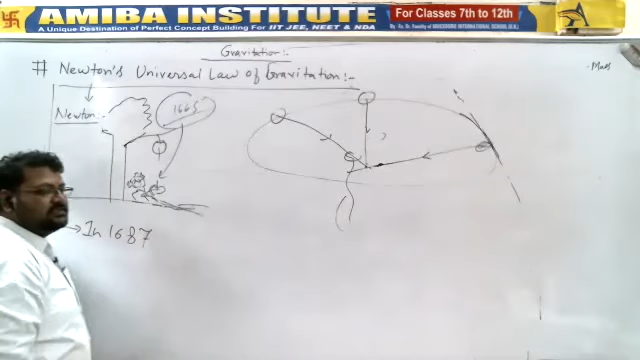 AMIBA INSTITUTE
A Unique Destination of Perfect Concept Building For IIT JEE, NEET & NDA
For Classes 7th to 12th
Gravitation:-
# Newton's Universal Law of Gravitation:-
Mass
Newton
1665
→ In 1687